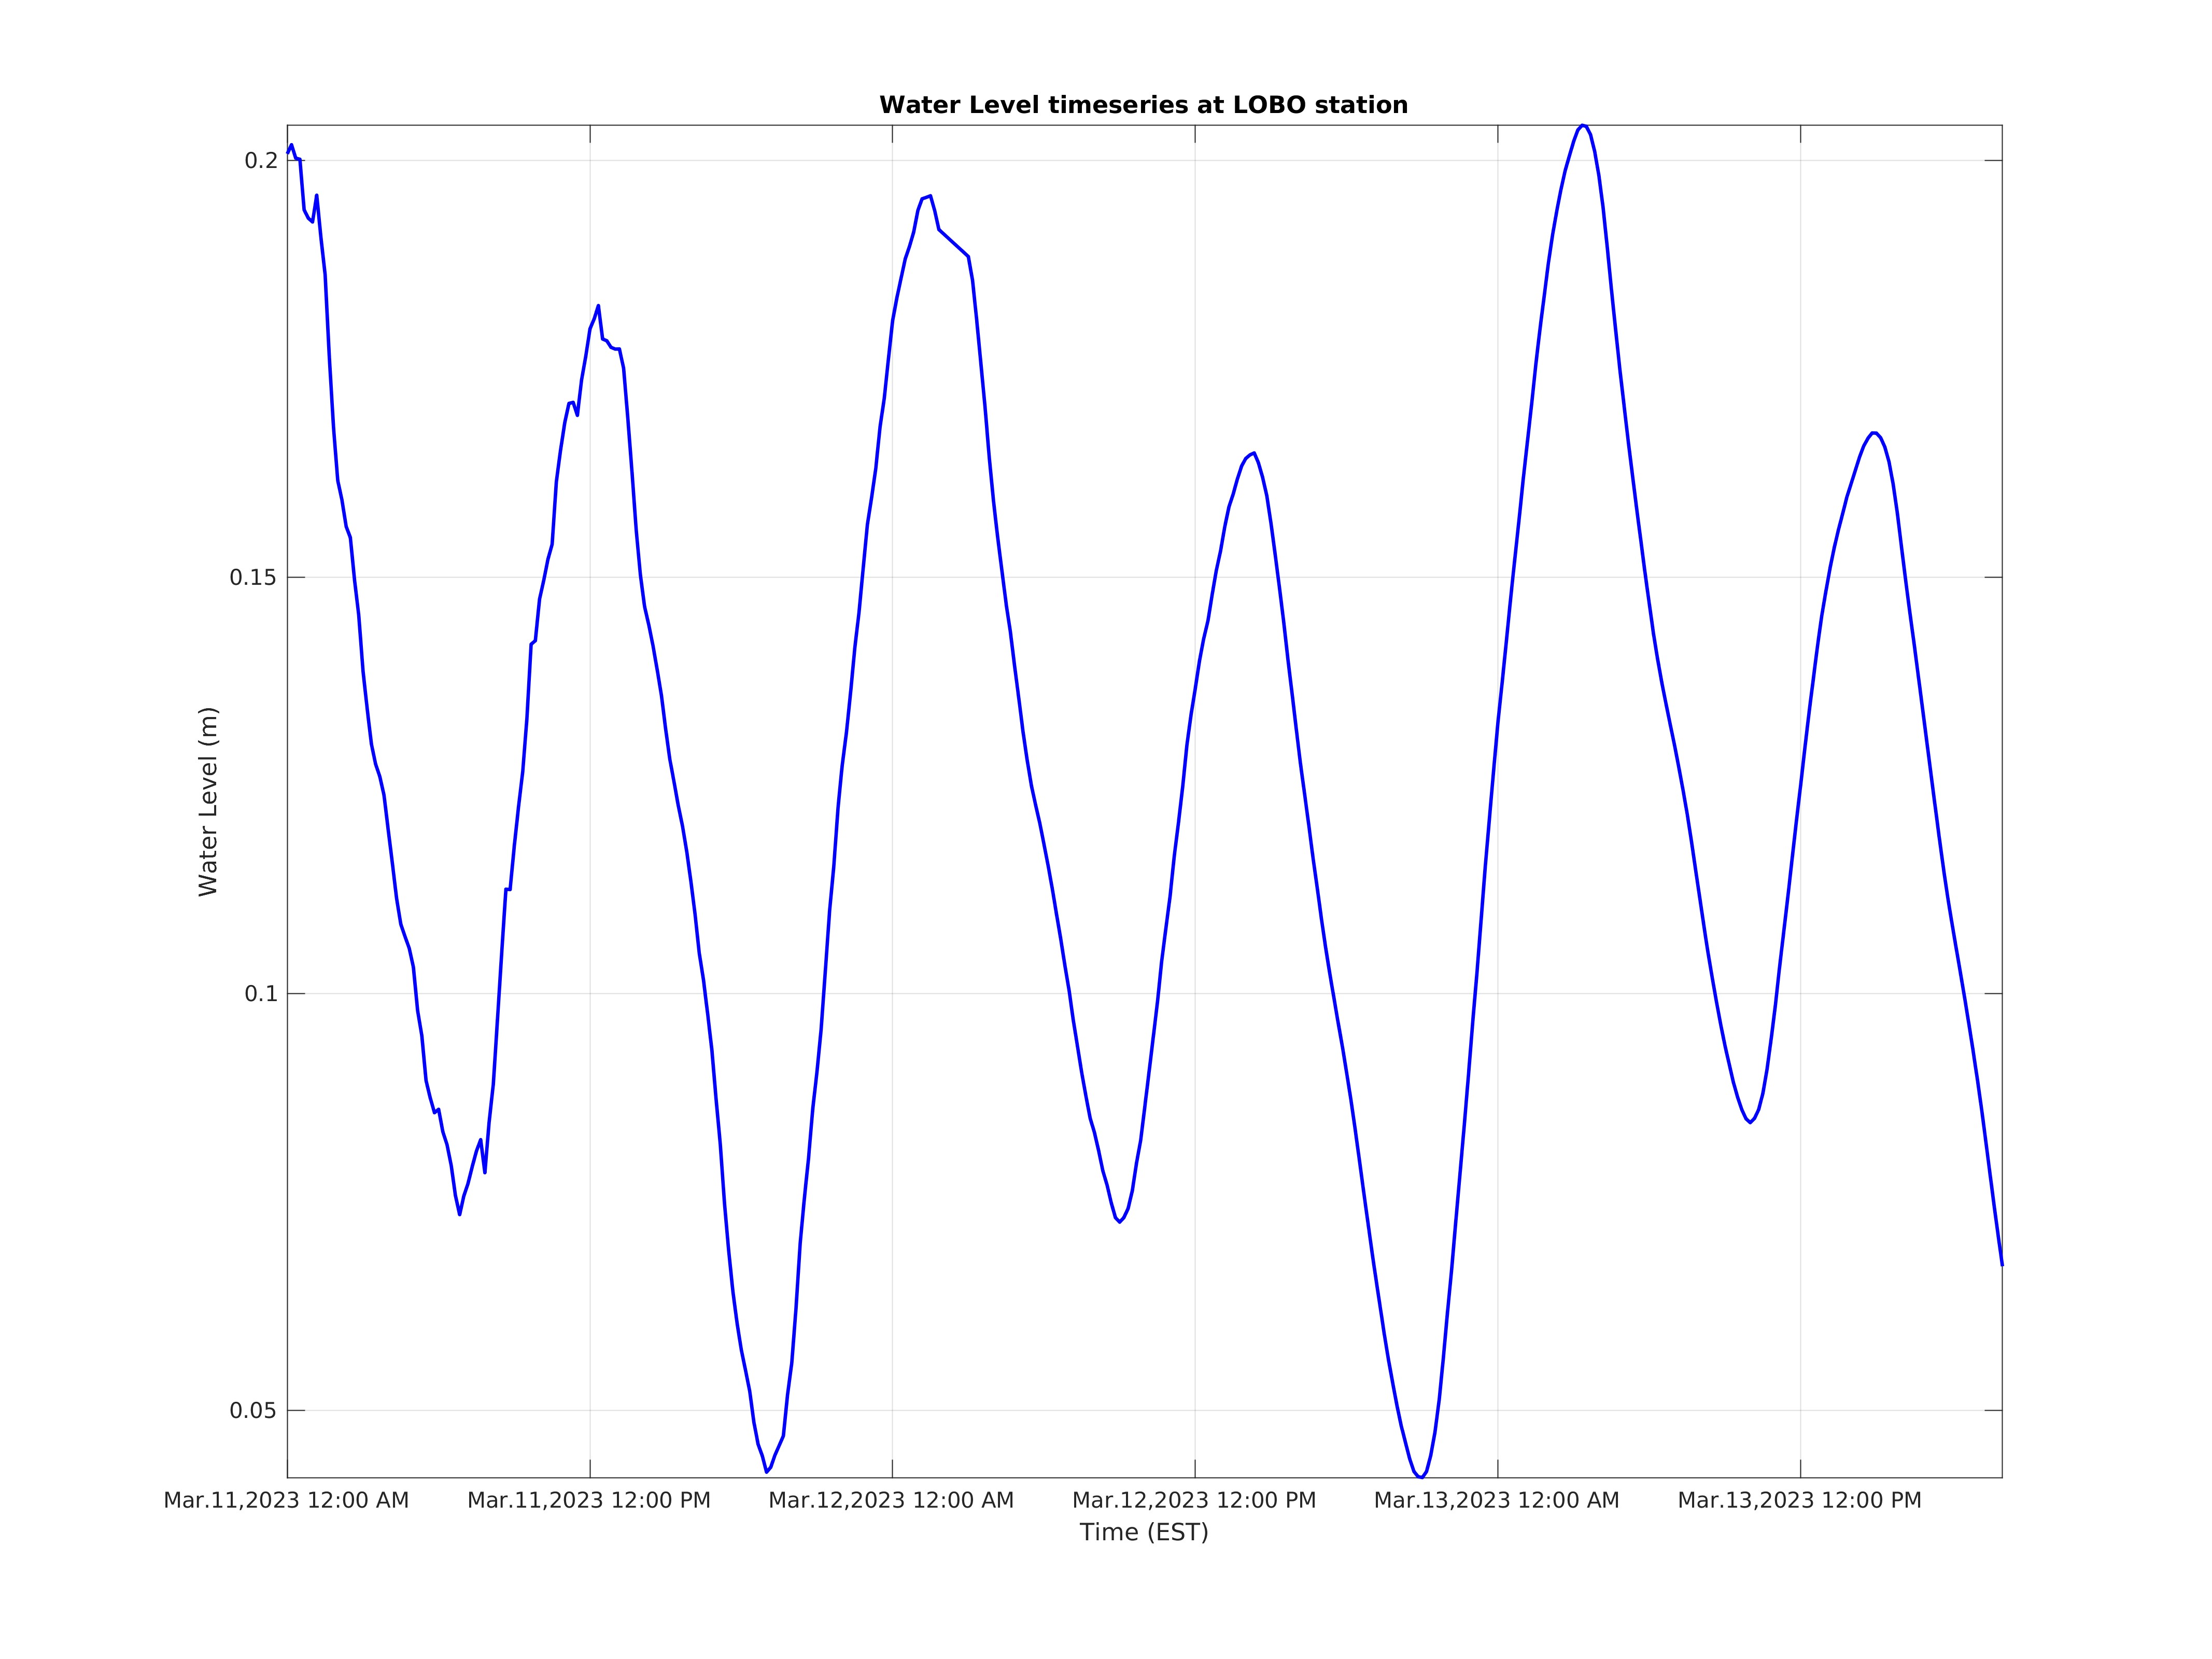 Water Level timeseries at LOBO station
0.2
0.15
0.1
0.05
Water Level (m)
Mar.11,2023 12:00 AM
Mar.11,2023 12:00 PM
Mar.12,2023 12:00 AM
Mar.12,2023 12:00 PM
Mar.13,2023 12:00 AM
Mar.13,2023 12:00 PM
Time (EST)